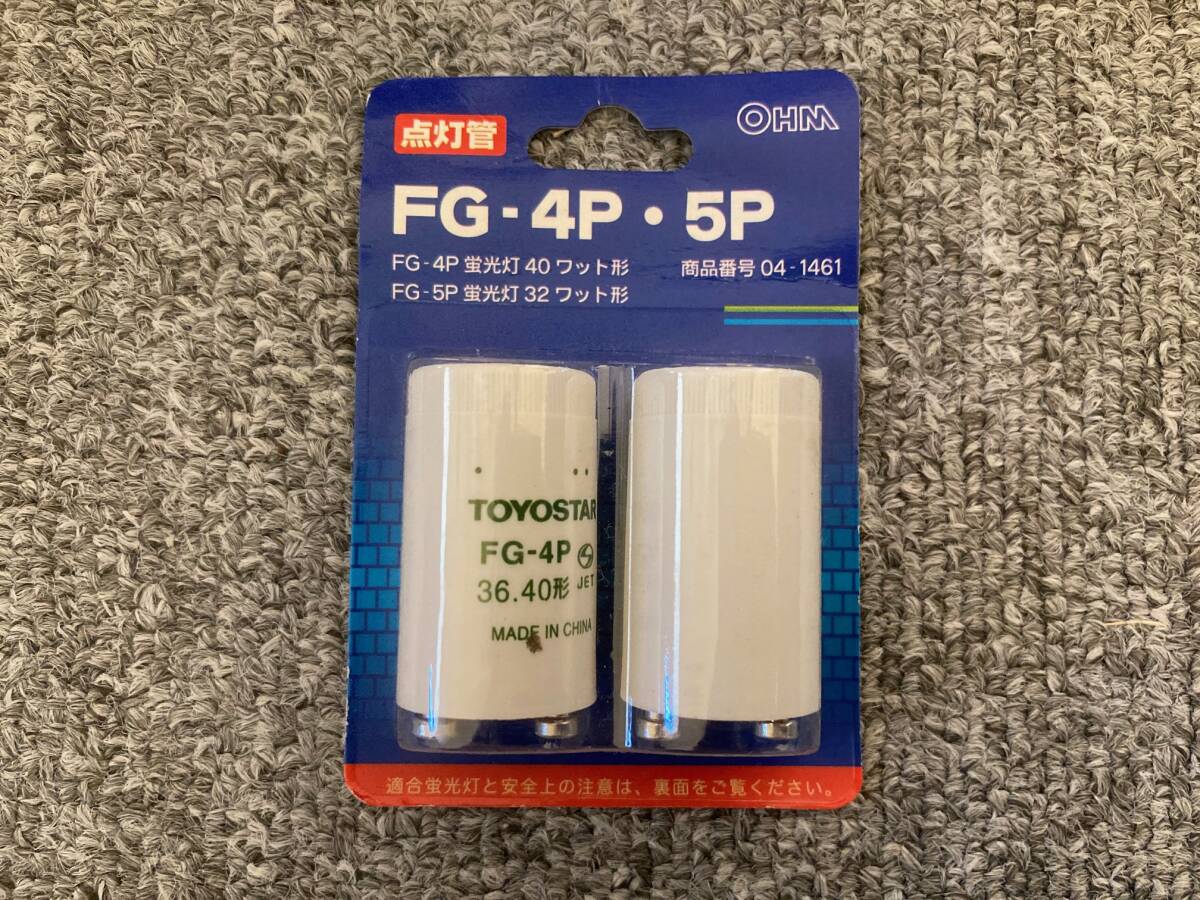 点灯管
OHM
FG-4P・5P
FG-4P 蛍光灯 40 ワット形
商品番号 04-1461
FG-5P 蛍光灯 32 ワット形
TOYOSTAR
FG-4P
36.40形 JET
MADE IN CHINA
適合蛍光灯と安全上の注意は、裏面をご覧ください。